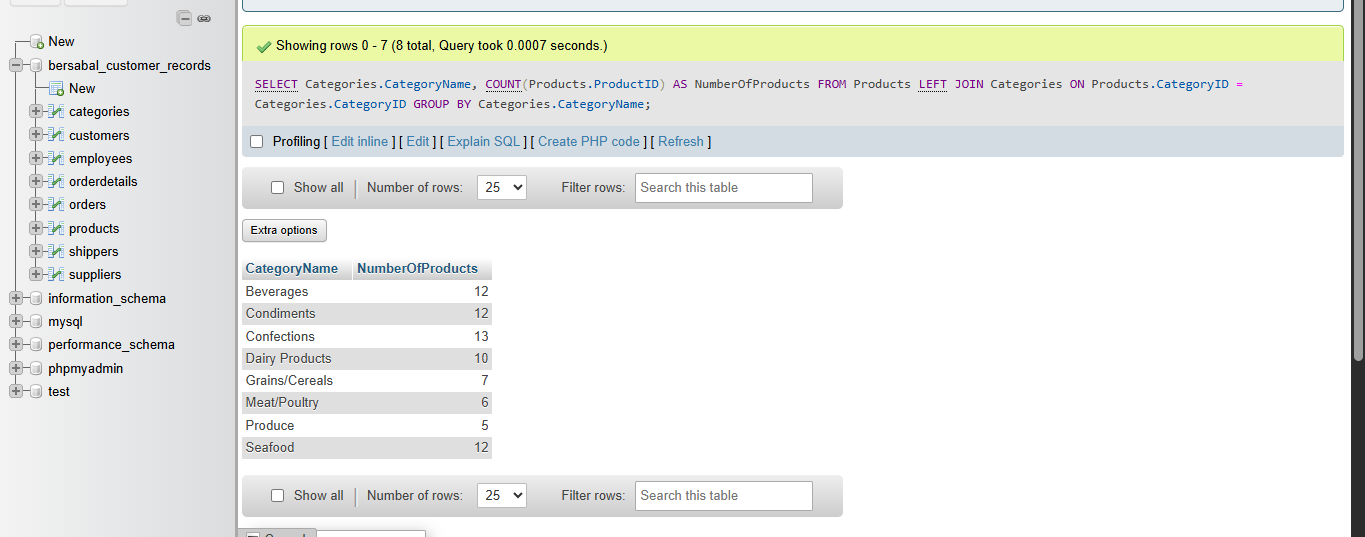 New
bersabal_customer_records
New
categories
customers
employees
orderdetails
orders
products
shippers
suppliers
information_schema
mysql
performance_schema
phpmyadmin
test
Showing rows 0 - 7 (8 total, Query took 0.0007 seconds.)
SELECT Categories.CategoryName, COUNT(Products.ProductID) AS NumberOfProducts FROM Products LEFT JOIN Categories ON Products.CategoryID =
Categories.CategoryID GROUP BY Categories.CategoryName;
Profiling [ Edit inline ] [ Edit ] [ Explain SQL ] [ Create PHP code ] [ Refresh ]
Show all | Number of rows: 25 Filter rows: Search this table
Extra options
CategoryName NumberOfProducts
Beverages 12
Condiments 12
Confections 13
Dairy Products 10
Grains/Cereals 7
Meat/Poultry 6
Produce 5
Seafood 12
Show all | Number of rows: 25 Filter rows: Search this table